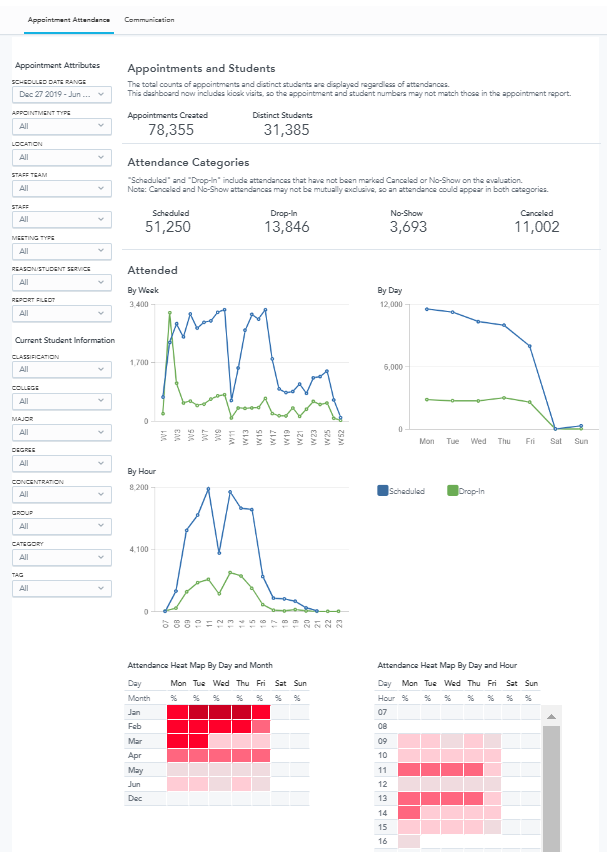 Appointment Attendance Communication
Appointment Attributes
SCHEDULED DATE RANGE
Dec 27 2019 - Jun ...
APPOINTMENT TYPE
All
LOCATION
All
STAFF TEAM
All
STAFF
All
MEETING TYPE
All
REASON/STUDENT SERVICE
All
REPORT FILED?
All
Current Student Information
CLASSIFICATION
All
COLLEGE
All
MAJOR
All
DEGREE
All
CONCENTRATION
All
GROUP
All
CATEGORY
All
TAG
All
Appointments and Students
The total counts of appointments and distinct students are displayed regardless of attendances.
This dashboard now includes kiosk visits, so the appointment and student numbers may not match those in the appointment report.
Appointments Created Distinct Students
78,355 31,385
Attendance Categories
"Scheduled" and "Drop-In" include attendances that have not been marked Canceled or No-Show on the evaluation.
Note: Canceled and No-Show attendances may not be mutually exclusive, so an attendance could appear in both categories.
Scheduled Drop-In No-Show Canceled
51,250 13,846 3,693 11,002
Attended
By Week
3,400
1,700
0
W1 W3 W5 W7 W9 W11 W13 W15 W17 W19 W21 W23 W25 W52
By Day
12,000
6,000
0
Mon Tue Wed Thu Fri Sat Sun
By Hour
8,200
4,100
0
07 08 09 10 11 12 13 14 15 16 17 18 19 20 21 22 23
Scheduled Drop-In
Attendance Heat Map By Day and Month
Day Mon Tue Wed Thu Fri Sat Sun
Month % % % % % % %
Jan
Feb
Mar
Apr
May
Jun
Dec
Attendance Heat Map By Day and Hour
Day Mon Tue Wed Thu Fri Sat Sun
Hour % % % % % % %
07
08
09
10
11
12
13
14
15
16